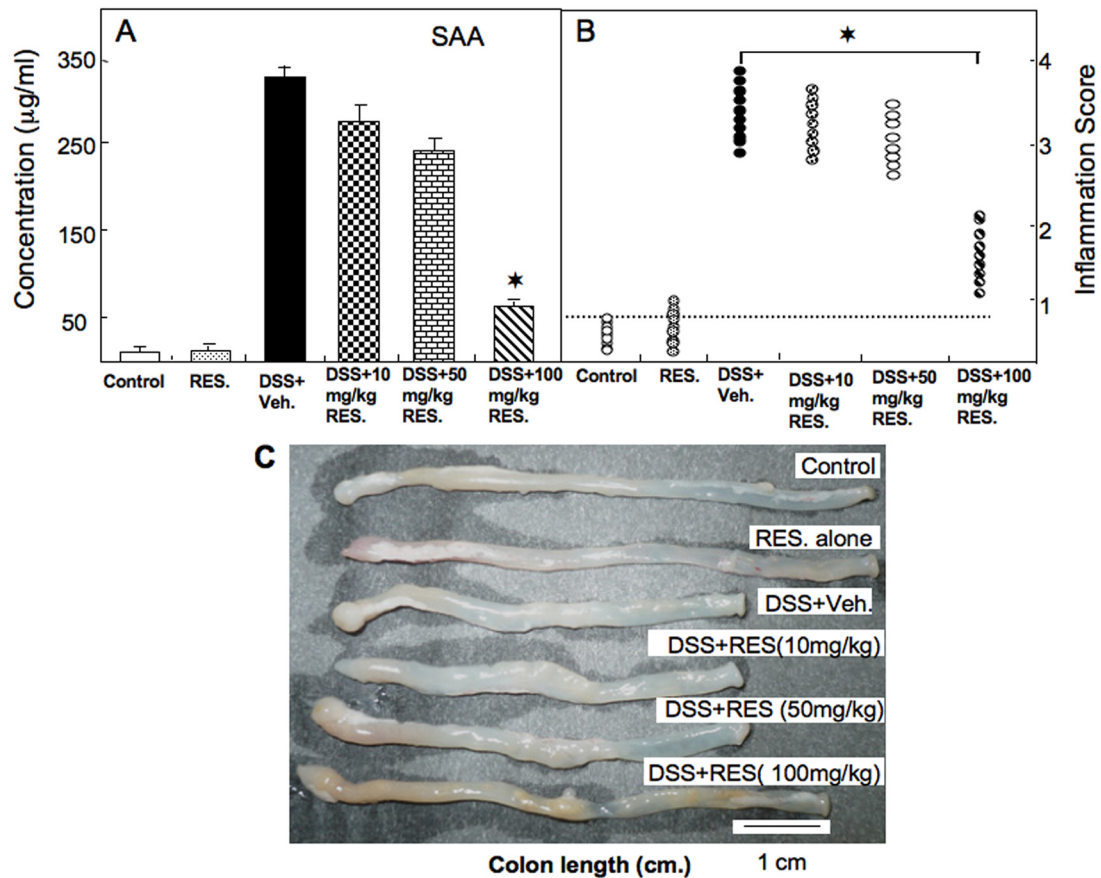 A
SAA
Concentration (µg/ml)
350
250
150
50
Control
RES.
DSS+
Veh.
DSS+10
mg/kg
RES.
DSS+50
mg/kg
RES.
DSS+100
mg/kg
RES.
B
4
3
2
1
Inflammation Score
Control
RES.
DSS+
Veh.
DSS+10
mg/kg
RES.
DSS+50
mg/kg
RES.
DSS+100
mg/kg
RES.
C
Control
RES. alone
DSS+Veh.
DSS+RES(10mg/kg)
DSS+RES (50mg/kg)
DSS+RES( 100mg/kg)
Colon length (cm.)
1 cm